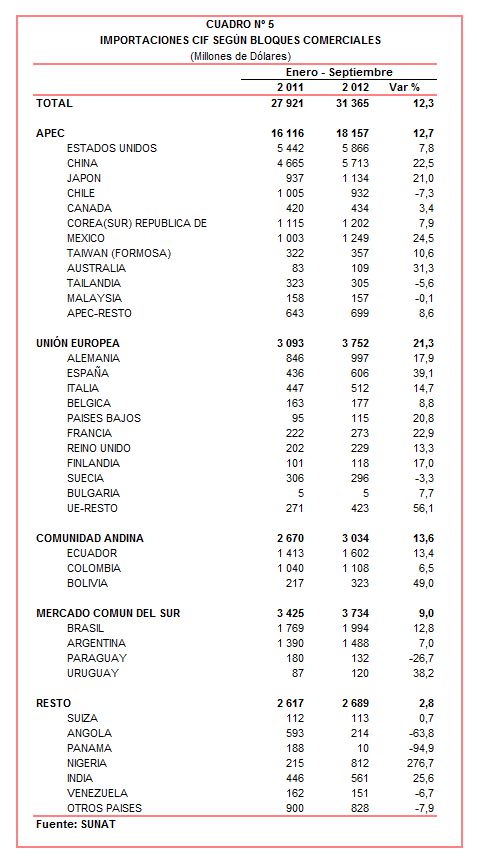 CUADRO Nº 5
IMPORTACIONES CIF SEGÚN BLOQUES COMERCIALES
(Millones de Dólares)
Enero - Septiembre
2 011 2 012 Var %
TOTAL 27 921 31 365 12,3
APEC 16 116 18 157 12,7
ESTADOS UNIDOS 5 442 5 866 7,8
CHINA 4 665 5 713 22,5
JAPON 937 1 134 21,0
CHILE 1 005 932 -7,3
CANADA 420 434 3,4
COREA(SUR) REPUBLICA DE 1 115 1 202 7,9
MEXICO 1 003 1 249 24,5
TAIWAN (FORMOSA) 322 357 10,6
AUSTRALIA 83 109 31,3
TAILANDIA 323 305 -5,6
MALAYSIA 158 157 -0,1
APEC-RESTO 643 699 8,6
UNIÓN EUROPEA 3 093 3 752 21,3
ALEMANIA 846 997 17,9
ESPAÑA 436 606 39,1
ITALIA 447 512 14,7
BELGICA 163 177 8,8
PAISES BAJOS 95 115 20,8
FRANCIA 222 273 22,9
REINO UNIDO 202 229 13,3
FINLANDIA 101 118 17,0
SUECIA 306 296 -3,3
BULGARIA 5 5 7,7
UE-RESTO 271 423 56,1
COMUNIDAD ANDINA 2 670 3 034 13,6
ECUADOR 1 413 1 602 13,4
COLOMBIA 1 040 1 108 6,5
BOLIVIA 217 323 49,0
MERCADO COMUN DEL SUR 3 425 3 734 9,0
BRASIL 1 769 1 994 12,8
ARGENTINA 1 390 1 488 7,0
PARAGUAY 180 132 -26,7
URUGUAY 87 120 38,2
RESTO 2 617 2 689 2,8
SUIZA 112 113 0,7
ANGOLA 593 214 -63,8
PANAMA 188 10 -94,9
NIGERIA 215 812 276,7
INDIA 446 561 25,6
VENEZUELA 162 151 -6,7
OTROS PAISES 900 828 -7,9
Fuente: SUNAT